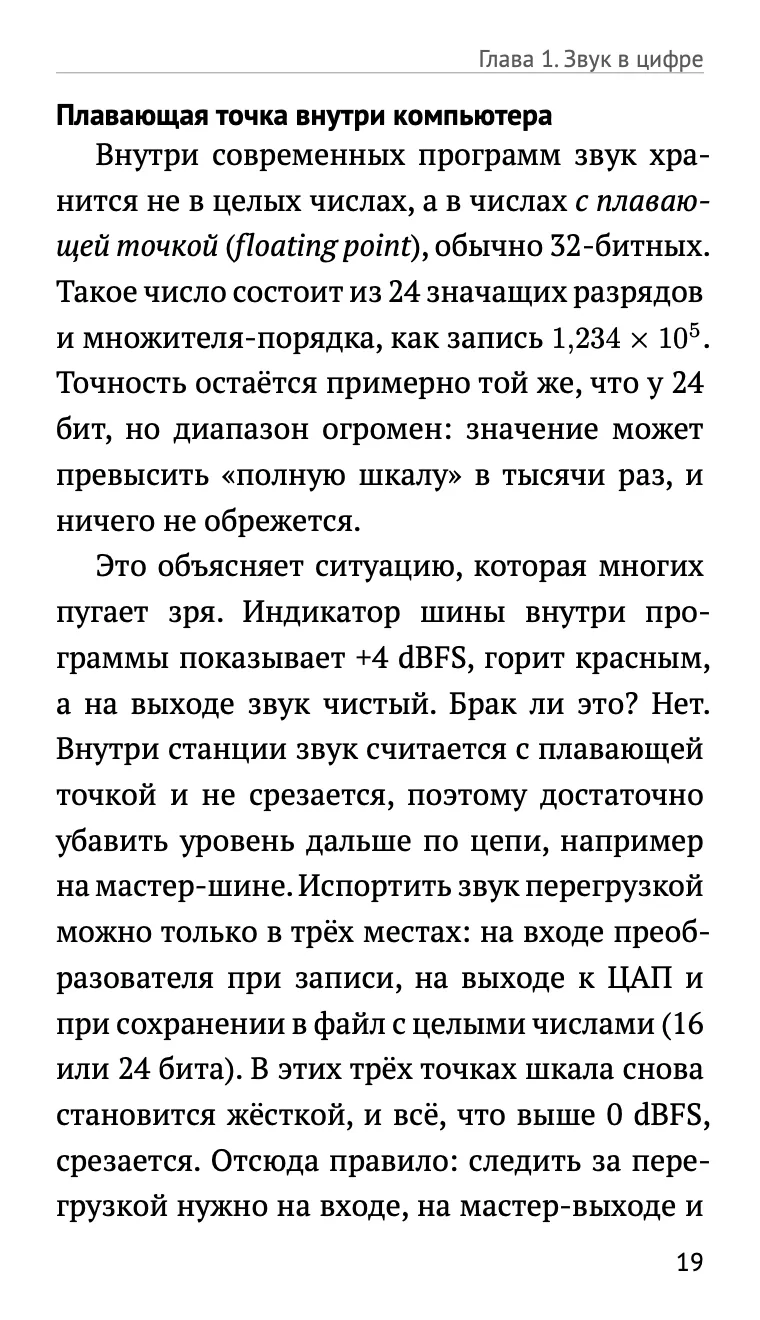 Глава 1. Звук в цифре
Плавающая точка внутри компьютера
Внутри современных программ звук хра-
нится не в целых числах, а в числах с плаваю-
щей точкой (floating point), обычно 32-битных.
Такое число состоит из 24 значащих разрядов
и множителя-порядка, как запись 1,234 × 10⁵.
Точность остаётся примерно той же, что у 24
бит, но диапазон огромен: значение может
превысить «полную шкалу» в тысячи раз, и
ничего не обрежется.
Это объясняет ситуацию, которая многих
пугает зря. Индикатор шины внутри про-
граммы показывает +4 dBFS, горит красным,
а на выходе звук чистый. Брак ли это? Нет.
Внутри станции звук считается с плавающей
точкой и не срезается, поэтому достаточно
убавить уровень дальше по цепи, например
на мастер-шине. Испортить звук перегрузкой
можно только в трёх местах: на входе преоб-
разователя при записи, на выходе к ЦАП и
при сохранении в файл с целыми числами (16
или 24 бита). В этих трёх точках шкала снова
становится жёсткой, и всё, что выше 0 dBFS,
срезается. Отсюда правило: следить за пере-
грузкой нужно на входе, на мастер-выходе и
19